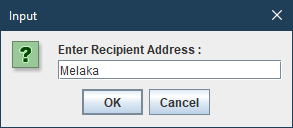 Input
Enter Recipient Address :
Melaka
OK
Cancel